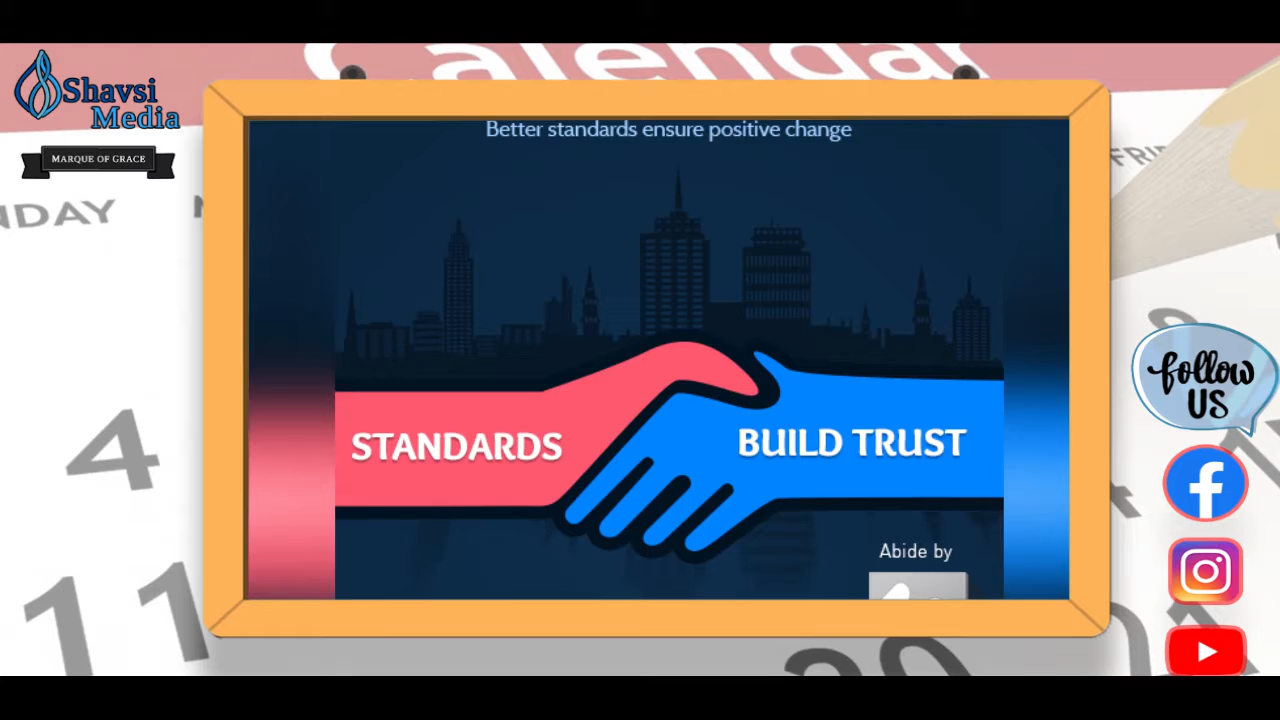 Calendar
Shavsi
Media
MARQUE OF GRACE
Better standards ensure positive change
NDAY
FRID
STANDARDS
BUILD TRUST
Abide by
follow
US
4
11